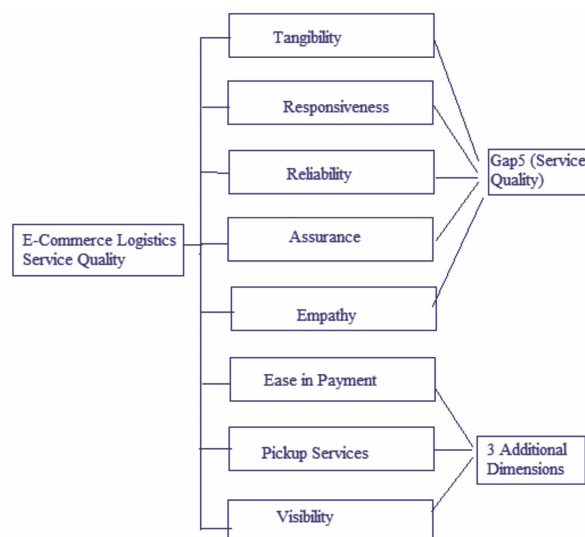 Tangibility
Responsiveness
Gap5 (Service
Quality)
Reliability
Assurance
E-Commerce Logistics
Service Quality
Empathy
Ease in Payment
Pickup Services
3 Additional
Dimensions
Visibility